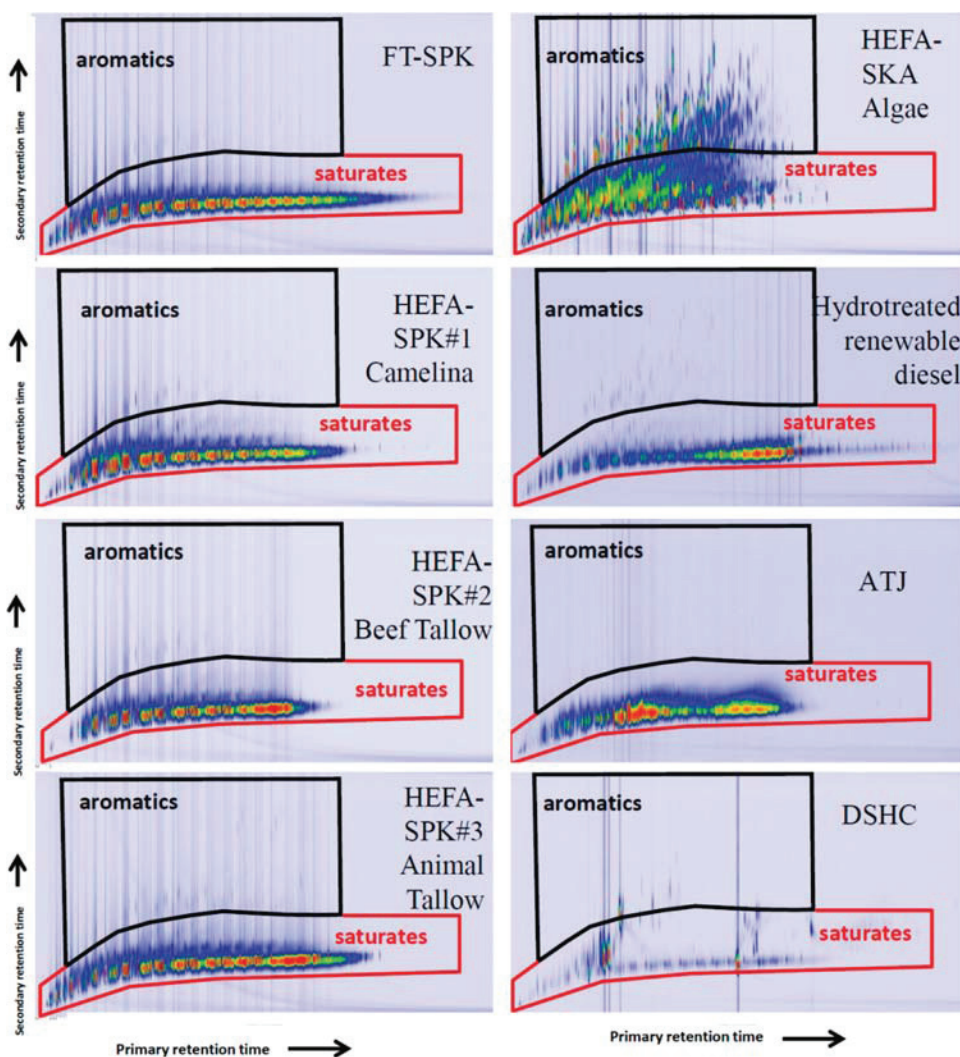 aromatics
FT-SPK
saturates
Secondary retention time
aromatics
HEFA-
SKA
Algae
saturates
aromatics
HEFA-
SPK#1
Camelina
saturates
Secondary retention time
aromatics
Hydrotreated
renewable
diesel
saturates
aromatics
HEFA-
SPK#2
Beef Tallow
saturates
Secondary retention time
aromatics
ATJ
saturates
aromatics
HEFA-
SPK#3
Animal
Tallow
saturates
Secondary retention time
aromatics
DSHC
saturates
Primary retention time
Primary retention time